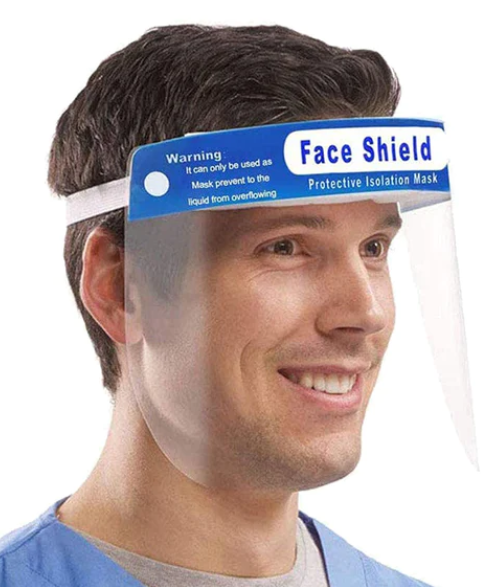 Warning
It can only be used as
Mask prevent to the
liquid from overflowing
Face Shield
Protective Isolation Mask